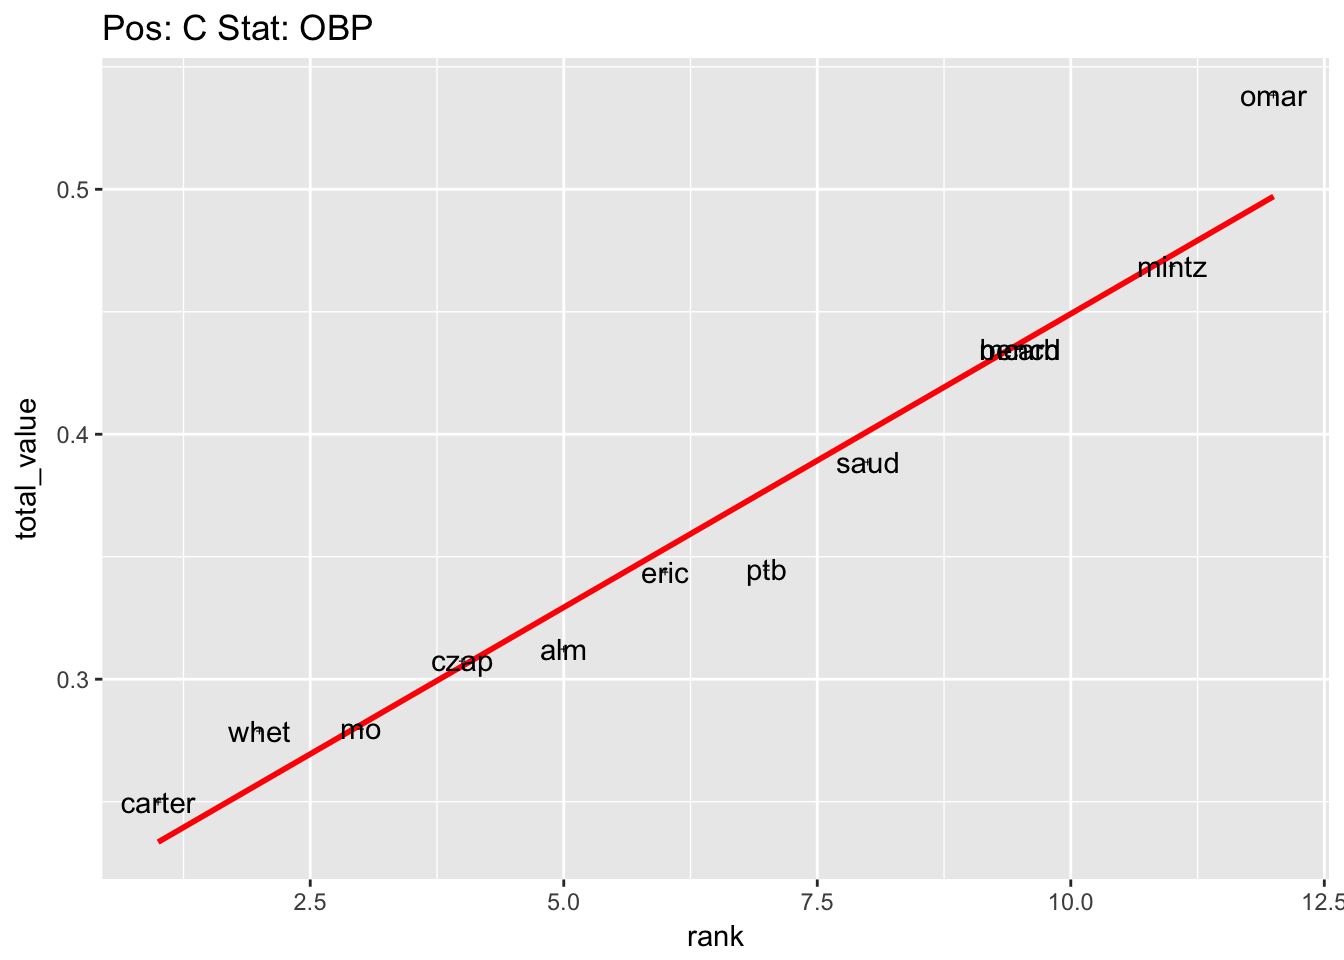 Pos: C Stat: OBP
omar
0.5
mintz
0.4
saud
eric
ptb
alm
czap
0.3
whet
mo
carter
total_value
2.5
5.0
7.5
10.0
12.5
rank